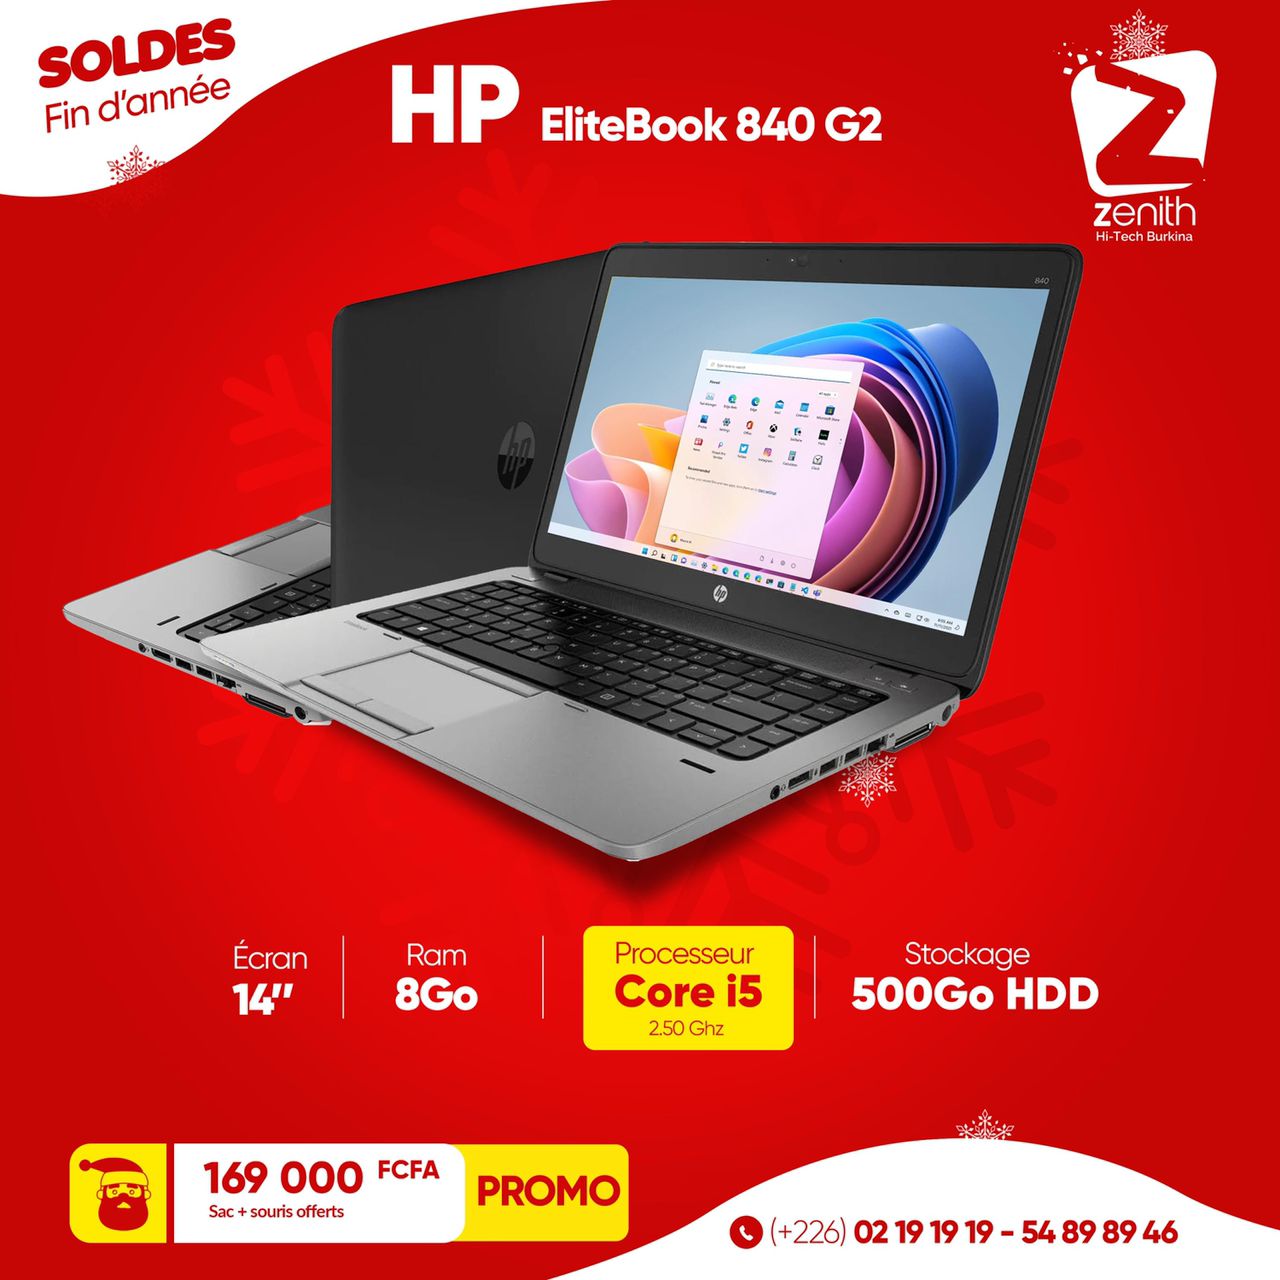 SOLDES
Fin d'année
HP EliteBook 840 G2
Zenith
Hi-Tech Burkina
840
hp
hp
Écran
14"
Ram
8Go
Processeur
Core i5
2.50 Ghz
Stockage
500Go HDD
169 000 FCFA
Sac + souris offerts
PROMO
(+226) 02 19 19 19 - 54 89 89 46